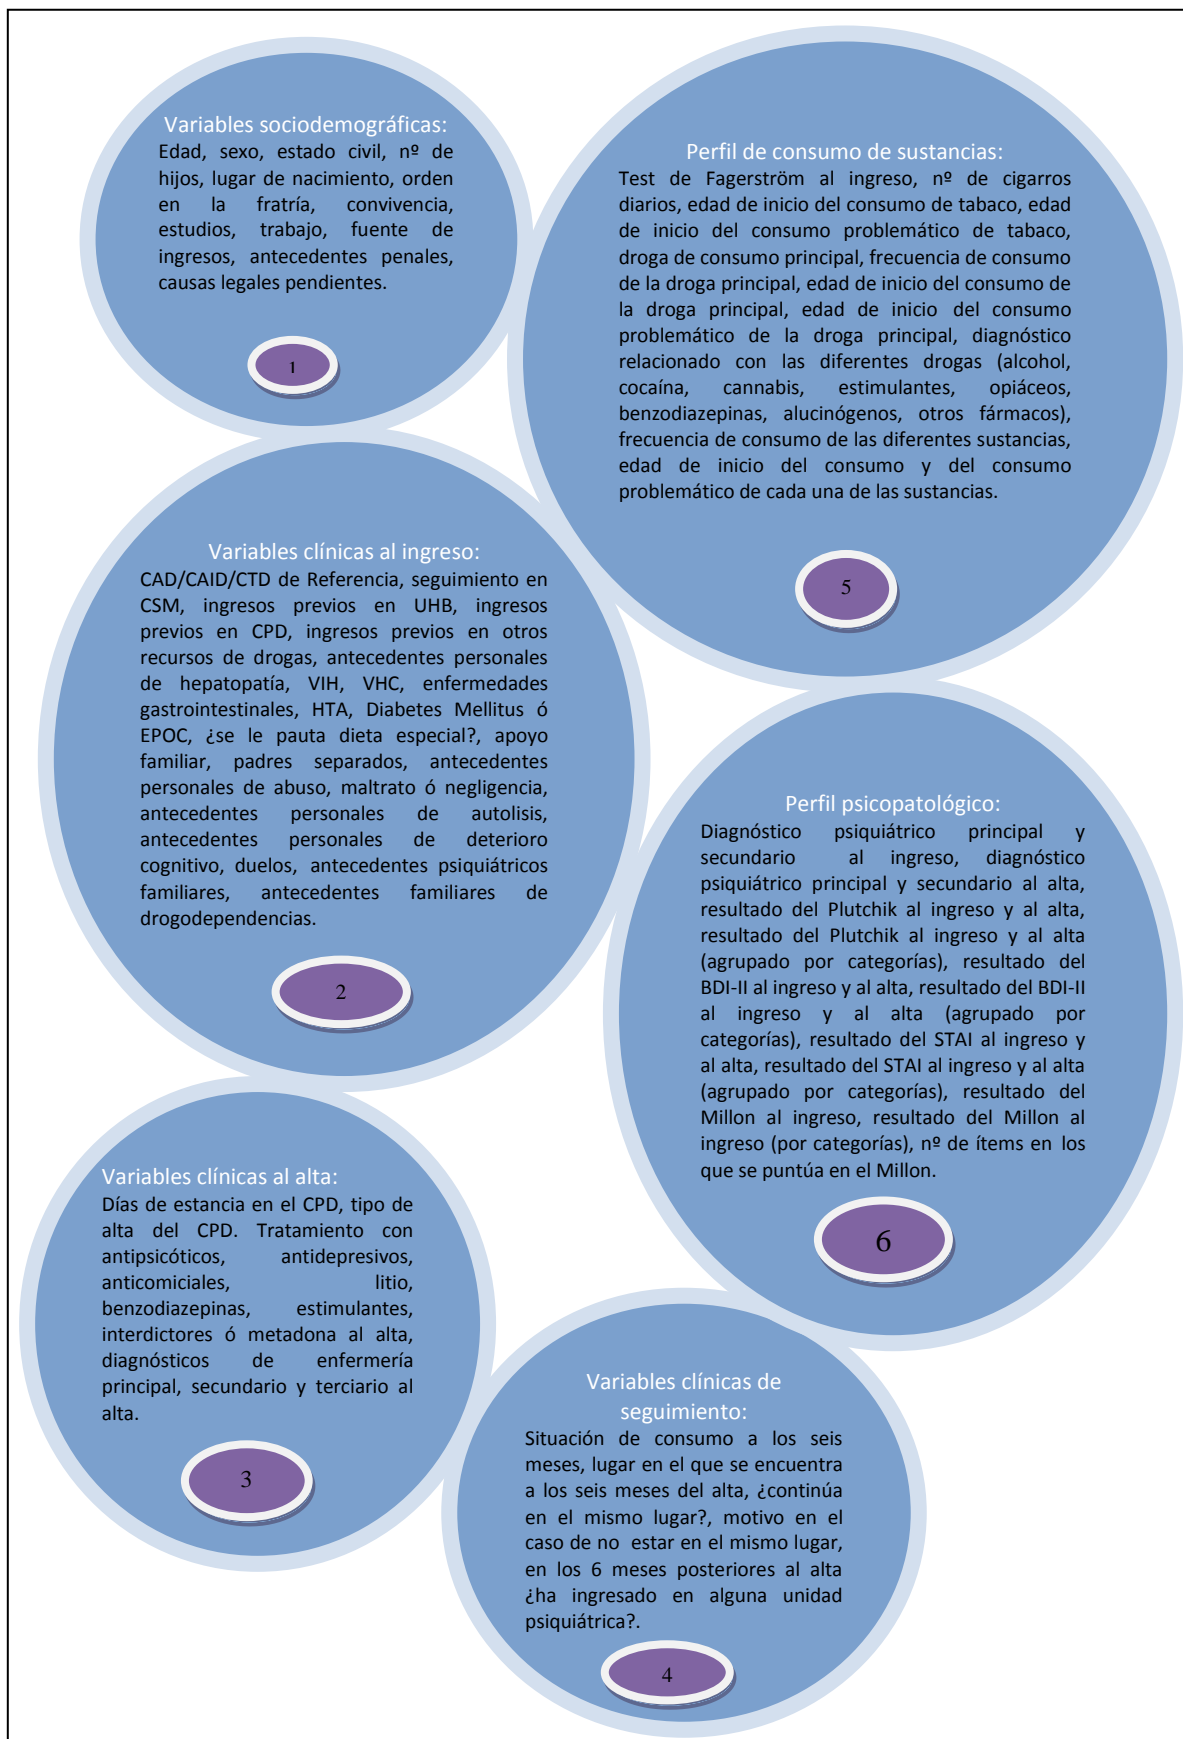 Variables sociodemográficas:
Edad, sexo, estado civil, nº de
hijos, lugar de nacimiento, orden
en la fratría, convivencia,
estudios, trabajo, fuente de
ingresos, antecedentes penales,
causas legales pendientes.
1
Variables clínicas al ingreso:
CAD/CAID/CTD de Referencia, seguimiento en
CSM, ingresos previos en UHB, ingresos
previos en CPD, ingresos previos en otros
recursos de drogas, antecedentes personales
de hepatopatía, VIH, VHC, enfermedades
gastrointestinales, HTA, Diabetes Mellitus ó
EPOC, ¿se le pauta dieta especial?, apoyo
familiar, padres separados, antecedentes
personales de abuso, maltrato ó negligencia,
antecedentes personales de autolisis,
antecedentes personales de deterioro
cognitivo, duelos, antecedentes psiquiátricos
familiares, antecedentes familiares de
drogodependencias.
2
Variables clínicas al alta:
Días de estancia en el CPD, tipo de
alta del CPD. Tratamiento con
antipsicóticos, antidepresivos,
anticomiciales, litio,
benzodiazepinas, estimulantes,
interdictores ó metadona al alta,
diagnósticos de enfermería
principal, secundario y terciario al
alta.
3
Variables clínicas de
seguimiento:
Situación de consumo a los seis
meses, lugar en el que se encuentra
a los seis meses del alta, ¿continúa
en el mismo lugar?, motivo en el
caso de no estar en el mismo lugar,
en los 6 meses posteriores al alta
¿ha ingresado en alguna unidad
psiquiátrica?.
4
Perfil de consumo de sustancias:
Test de Fagerström al ingreso, nº de cigarros
diarios, edad de inicio del consumo de tabaco, edad
de inicio del consumo problemático de tabaco,
droga de consumo principal, frecuencia de consumo
de la droga principal, edad de inicio del consumo de
la droga principal, edad de inicio del consumo
problemático de la droga principal, diagnóstico
relacionado con las diferentes drogas (alcohol,
cocaína, cannabis, estimulantes, opiáceos,
benzodiazepinas, alucinógenos, otros fármacos),
frecuencia de consumo de las diferentes sustancias,
edad de inicio del consumo y del consumo
problemático de cada una de las sustancias.
5
Perfil psicopatológico:
Diagnóstico psiquiátrico principal y
secundario al ingreso, diagnóstico
psiquiátrico principal y secundario al alta,
resultado del Plutchik al ingreso y al alta,
resultado del Plutchik al ingreso y al alta
(agrupado por categorías), resultado del
BDI-II al ingreso y al alta, resultado del BDI-II
al ingreso y al alta (agrupado por
categorías), resultado del STAI al ingreso y
al alta, resultado del STAI al ingreso y al alta
(agrupado por categorías), resultado del
Millon al ingreso, resultado del Millon al
ingreso (por categorías), nº de ítems en los
que se puntúa en el Millon.
6